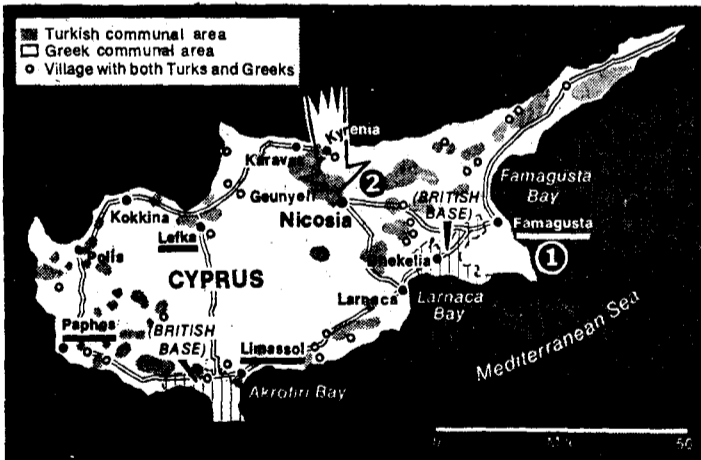 Turkish communal area
Greek communal area
Village with both Turks and Greeks
Kyrenia
Karavas
Geunyeli
2
Nicosia
(BRITISH
BASE)
Famagusta
Bay
Famagusta
1
Kokkina
Lefka
Polis
CYPRUS
Dhekelia
Larnaca
Larnaca
Bay
Paphos
(BRITISH
BASE)
Limassol
Akrotiri Bay
Mediterranean Sea
0
50